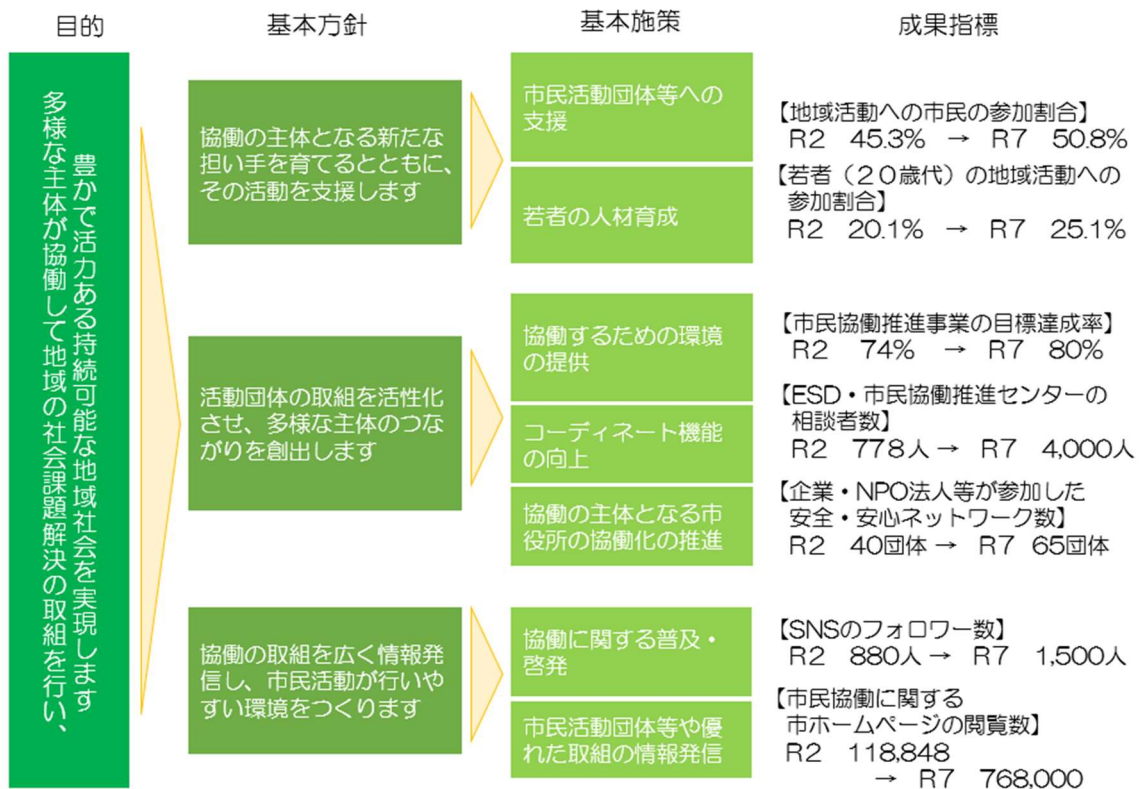 目的
基本方針
基本施策
成果指標
多様な主体が協働して地域の社会課題解決の取組を行い、
豊かで活力ある持続可能な地域社会を実現します
協働の主体となる新たな
担い手を育てるとともに、
その活動を支援します
市民活動団体等への
支援
若者の人材育成
【地域活動への市民の参加割合】
R2 45.3% → R7 50.8%
【若者（２０歳代）の地域活動への
参加割合】
R2 20.1% → R7 25.1%
活動団体の取組を活性化
させ、多様な主体のつな
がりを創出します
協働するための環境
の提供
コーディネート機能
の向上
協働の主体となる市
役所の協働化の推進
【市民協働推進事業の目標達成率】
R2 74% → R7 80%
【ESD・市民協働推進センターの
相談者数】
R2 778人 → R7 4,000人
【企業・NPO法人等が参加した
安全・安心ネットワーク数】
R2 40団体 → R7 65団体
協働の取組を広く情報発
信し、市民活動が行いや
すい環境をつくります
協働に関する普及・
啓発
市民活動団体等や優
れた取組の情報発信
【SNSのフォロワー数】
R2 880人 → R7 1,500人
【市民協働に関する
市ホームページの閲覧数】
R2 118,848
→ R7 768,000